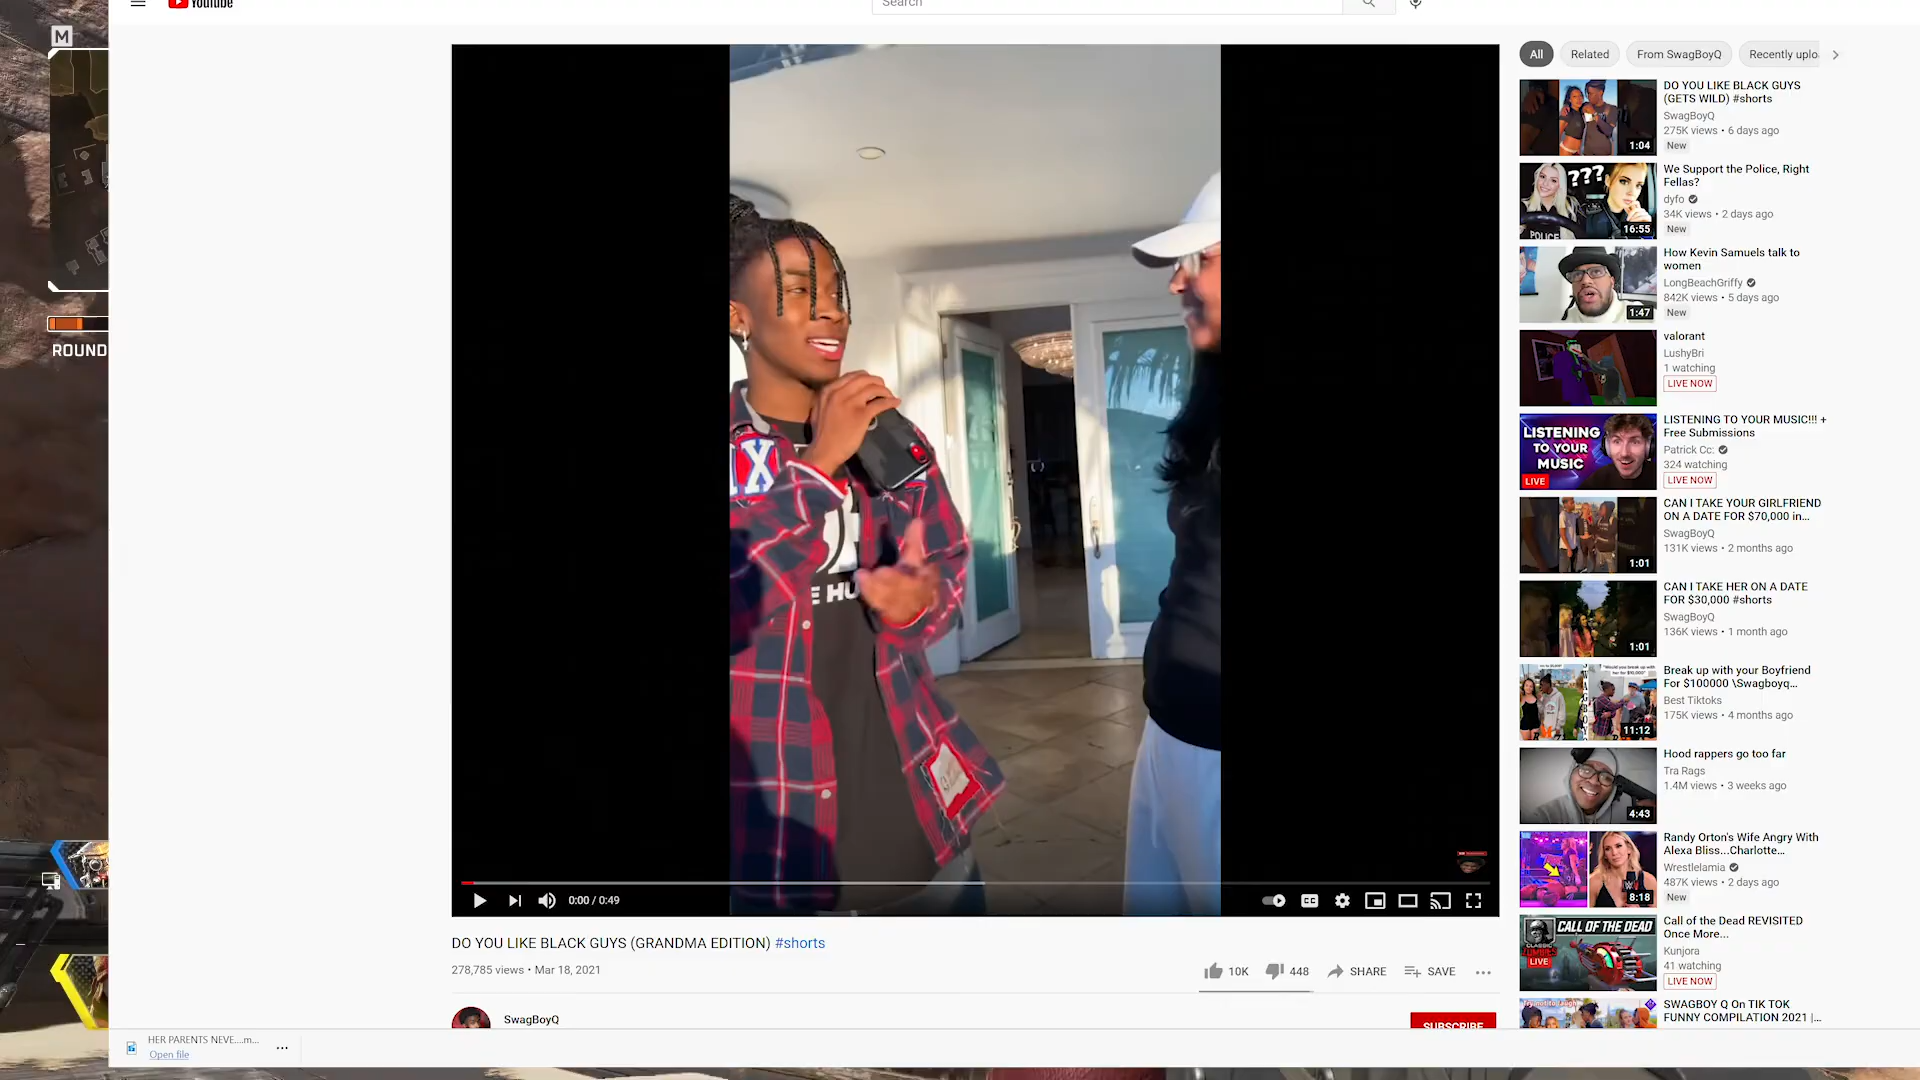 YouTube
Search
M
ROUND
X
E HU
0:00 / 0:49
CC
DO YOU LIKE BLACK GUYS (GRANDMA EDITION) #shorts
278,785 views • Mar 18, 2021
10K
448
SHARE
SAVE
SwagBoyQ
SUBSCRIBE
HER PARENTS NEVE....m...
Open file
All
Related
From SwagBoyQ
Recently uplo
DO YOU LIKE BLACK GUYS
(GETS WILD) #shorts
SwagBoyQ
275K views • 6 days ago
New
1:04
We Support the Police, Right
Fellas?
dyfo
34K views • 2 days ago
New
???
POLICE
16:55
How Kevin Samuels talk to
women
LongBeachGriffy
842K views • 5 days ago
New
1:47
valorant
LushyBri
1 watching
LIVE NOW
LISTENING TO YOUR MUSIC!!! +
Free Submissions
Patrick Cc:
324 watching
LIVE NOW
LISTENING
TO YOUR
MUSIC
LIVE
CAN I TAKE YOUR GIRLFRIEND
ON A DATE FOR $70,000 in...
SwagBoyQ
131K views • 2 months ago
1:01
CAN I TAKE HER ON A DATE
FOR $30,000 #shorts
SwagBoyQ
136K views • 1 month ago
1:01
Break up with your Boyfriend
For $100000 \Swagboyq...
Best Tiktoks
175K views • 4 months ago
11:12
Hood rappers go too far
Tra Rags
1.4M views • 3 weeks ago
4:43
Randy Orton's Wife Angry With
Alexa Bliss...Charlotte...
Wrestlelamia
487K views • 2 days ago
New
8:18
Call of the Dead REVISITED
Once More...
Kunjora
41 watching
LIVE NOW
CALL OF THE DEAD
LIVE
SWAGBOY Q On TIK TOK
FUNNY COMPILATION 2021 |...